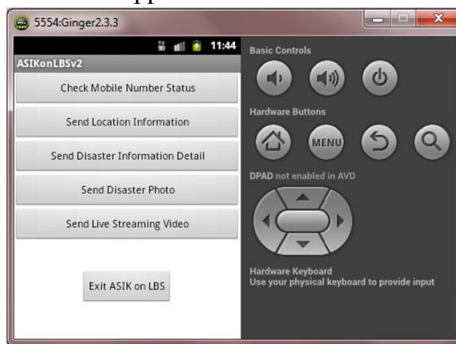 5554:Ginger2.3.3
11:44
ASIKonLBSv2
Check Mobile Number Status
Send Location Information
Send Disaster Information Detail
Send Disaster Photo
Send Live Streaming Video
Exit ASIK on LBS
Basic Controls
Hardware Buttons
MENU
DPAD not enabled in AVD
Hardware Keyboard
Use your physical keyboard to provide input